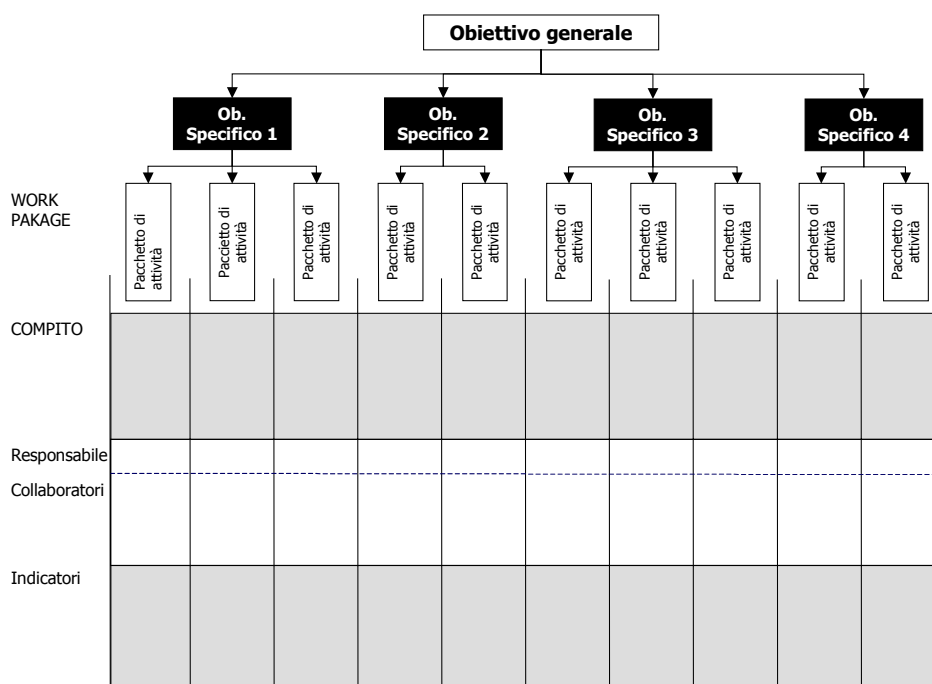 Obiettivo generale
Ob.
Specifico 1
Ob.
Specifico 2
Ob.
Specifico 3
Ob.
Specifico 4
WORK
PAKAGE
Pacchetto di
attività
Paccietto di
attività
Pacchetto di
attività
Pacchetto di
attività
Pacchetto di
attività
Pacchetto di
attività
Pacchetto di
attività
Pacchetto di
attività
Pacchetto di
attività
Pacchetto di
attività
COMPITO
Responsabile
Collaboratori
Indicatori